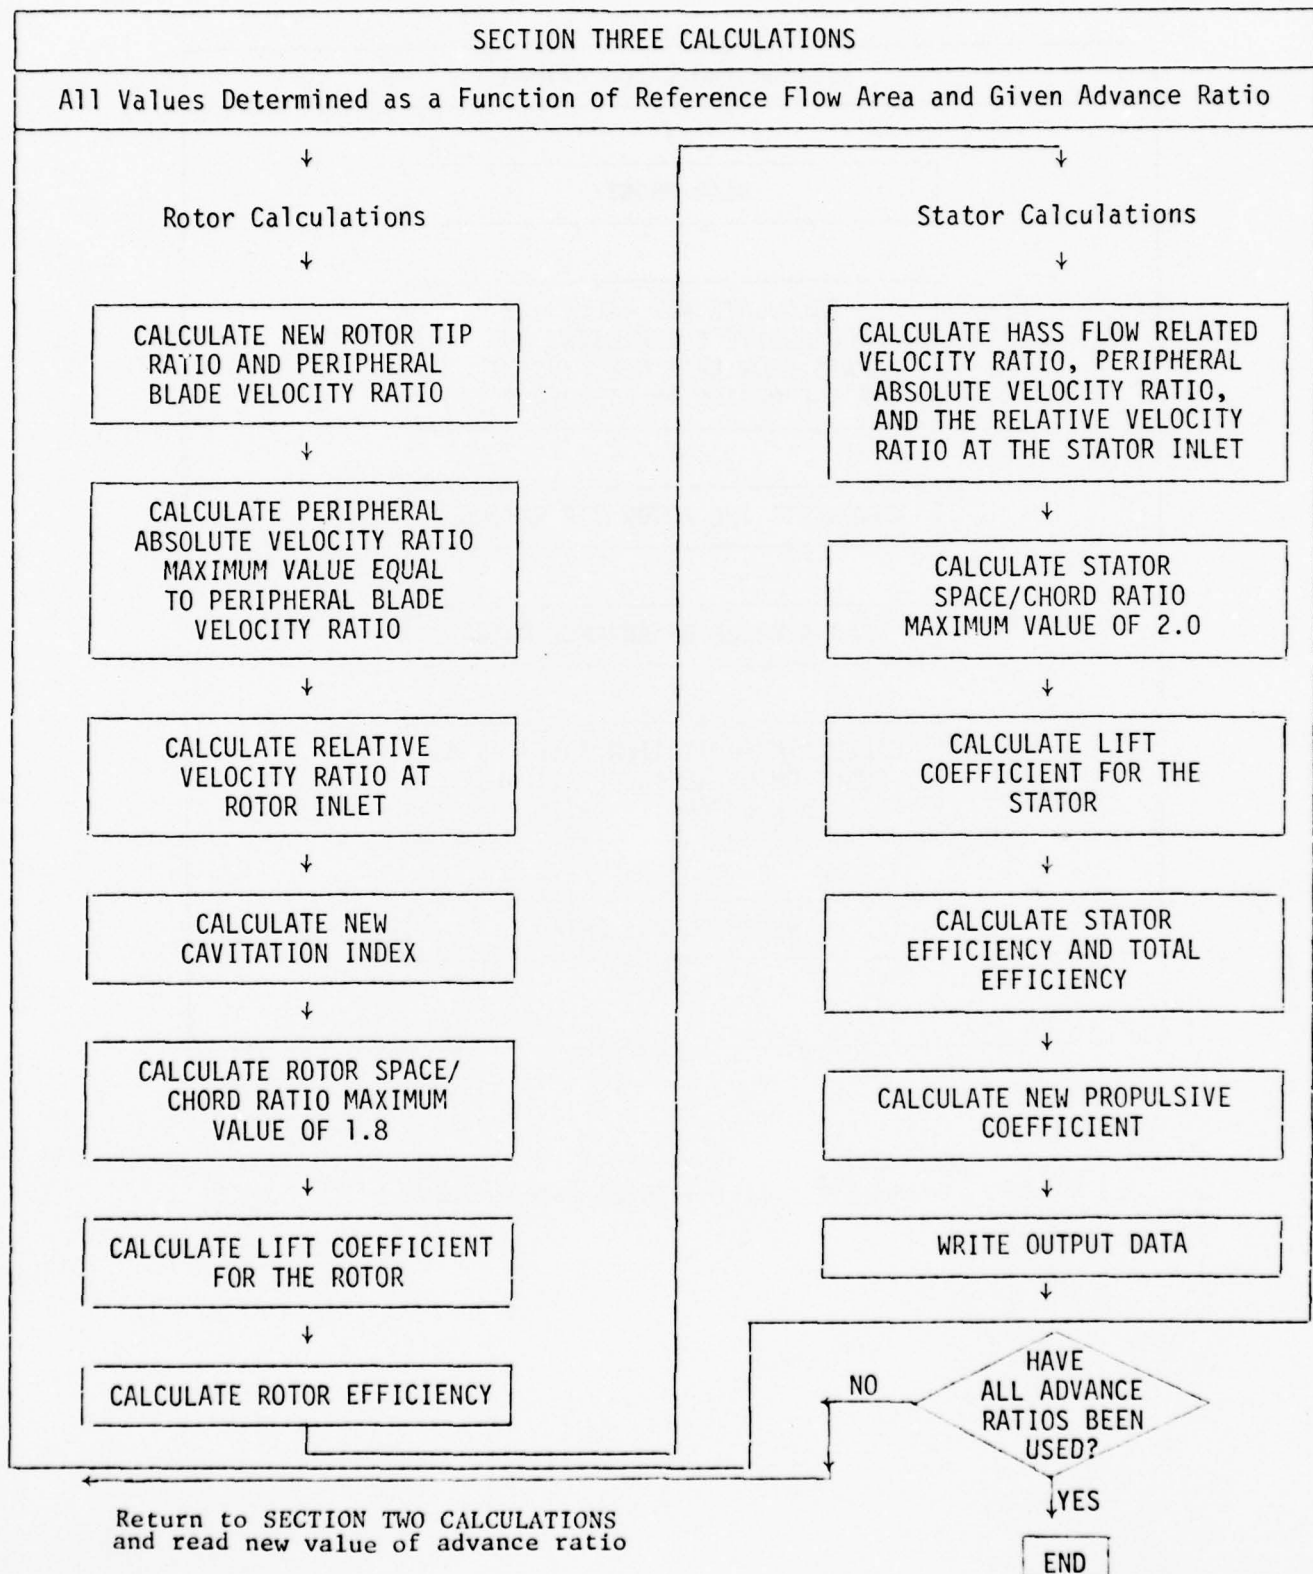 SECTION THREE CALCULATIONS
All Values Determined as a Function of Reference Flow Area and Given Advance Ratio
Rotor Calculations
CALCULATE NEW ROTOR TIP
RATIO AND PERIPHERAL
BLADE VELOCITY RATIO
CALCULATE PERIPHERAL
ABSOLUTE VELOCITY RATIO
MAXIMUM VALUE EQUAL
TO PERIPHERAL BLADE
VELOCITY RATIO
CALCULATE RELATIVE
VELOCITY RATIO AT
ROTOR INLET
CALCULATE NEW
CAVITATION INDEX
CALCULATE ROTOR SPACE/
CHORD RATIO MAXIMUM
VALUE OF 1.8
CALCULATE LIFT COEFFICIENT
FOR THE ROTOR
CALCULATE ROTOR EFFICIENCY
Stator Calculations
CALCULATE HASS FLOW RELATED
VELOCITY RATIO, PERIPHERAL
ABSOLUTE VELOCITY RATIO,
AND THE RELATIVE VELOCITY
RATIO AT THE STATOR INLET
CALCULATE STATOR
SPACE/CHORD RATIO
MAXIMUM VALUE OF 2.0
CALCULATE LIFT
COEFFICIENT FOR THE
STATOR
CALCULATE STATOR
EFFICIENCY AND TOTAL
EFFICIENCY
CALCULATE NEW PROPULSIVE
COEFFICIENT
WRITE OUTPUT DATA
HAVE
ALL ADVANCE
RATIOS BEEN
USED?
NO
YES
END
Return to SECTION TWO CALCULATIONS
and read new value of advance ratio